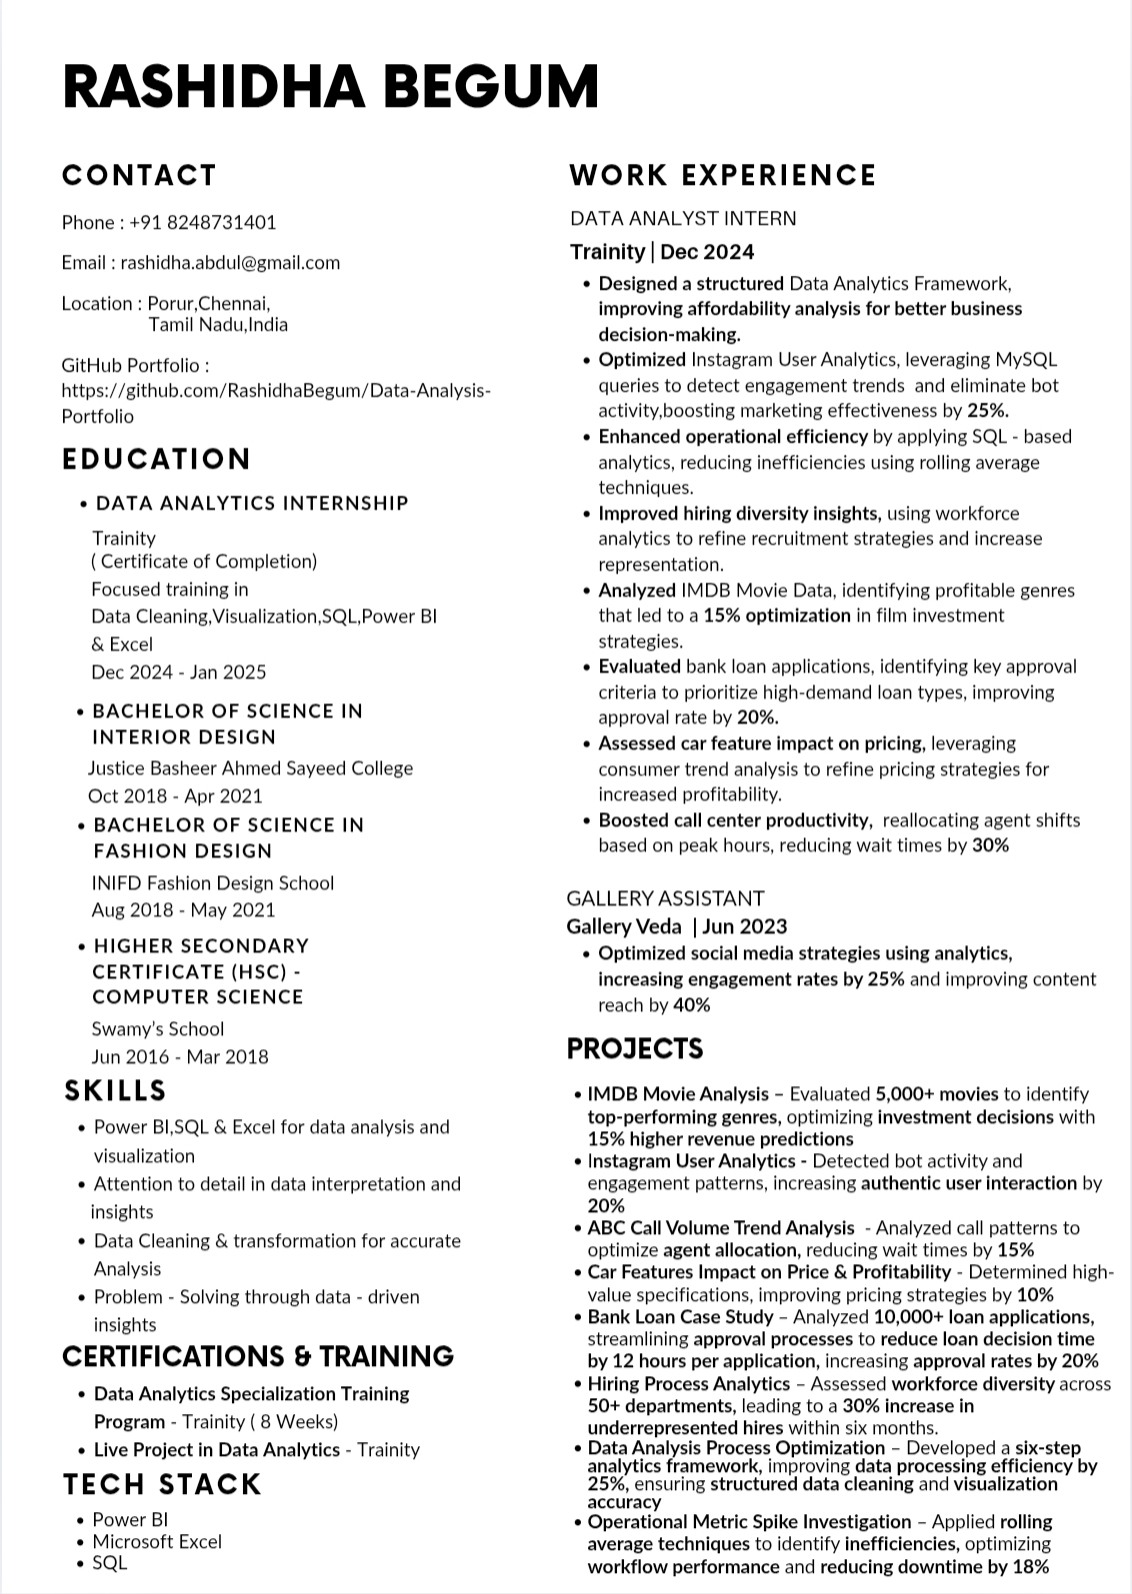 RASHIDHA BEGUM
CONTACT
Phone : +91 8248731401
Email : rashidha.abdul@gmail.com
Location : Porur,Chennai,
Tamil Nadu,India
GitHub Portfolio :
https://github.com/RashidhaBegum/Data-Analysis-
Portfolio
EDUCATION
• DATA ANALYTICS INTERNSHIP
Trainity
( Certificate of Completion)
Focused training in
Data Cleaning,Visualization,SQL,Power BI
& Excel
Dec 2024 - Jan 2025
• BACHELOR OF SCIENCE IN
INTERIOR DESIGN
Justice Basheer Ahmed Sayeed College
Oct 2018 - Apr 2021
• BACHELOR OF SCIENCE IN
FASHION DESIGN
INIFD Fashion Design School
Aug 2018 - May 2021
• HIGHER SECONDARY
CERTIFICATE (HSC) -
COMPUTER SCIENCE
Swamy's School
Jun 2016 - Mar 2018
SKILLS
• Power BI,SQL & Excel for data analysis and
visualization
• Attention to detail in data interpretation and
insights
• Data Cleaning & transformation for accurate
Analysis
• Problem - Solving through data - driven
insights
CERTIFICATIONS & TRAINING
• Data Analytics Specialization Training
Program - Trainity ( 8 Weeks)
• Live Project in Data Analytics - Trainity
TECH STACK
• Power BI
• Microsoft Excel
• SQL
WORK EXPERIENCE
DATA ANALYST INTERN
Trainity | Dec 2024
• Designed a structured Data Analytics Framework,
improving affordability analysis for better business
decision-making.
• Optimized Instagram User Analytics, leveraging MySQL
queries to detect engagement trends and eliminate bot
activity,boosting marketing effectiveness by 25%.
• Enhanced operational efficiency by applying SQL - based
analytics, reducing inefficiencies using rolling average
techniques.
• Improved hiring diversity insights, using workforce
analytics to refine recruitment strategies and increase
representation.
• Analyzed IMDB Movie Data, identifying profitable genres
that led to a 15% optimization in film investment
strategies.
• Evaluated bank loan applications, identifying key approval
criteria to prioritize high-demand loan types, improving
approval rate by 20%.
• Assessed car feature impact on pricing, leveraging
consumer trend analysis to refine pricing strategies for
increased profitability.
• Boosted call center productivity, reallocating agent shifts
based on peak hours, reducing wait times by 30%
GALLERY ASSISTANT
Gallery Veda | Jun 2023
• Optimized social media strategies using analytics,
increasing engagement rates by 25% and improving content
reach by 40%
PROJECTS
• IMDB Movie Analysis – Evaluated 5,000+ movies to identify
top-performing genres, optimizing investment decisions with
15% higher revenue predictions
• Instagram User Analytics - Detected bot activity and
engagement patterns, increasing authentic user interaction by
20%
• ABC Call Volume Trend Analysis - Analyzed call patterns to
optimize agent allocation, reducing wait times by 15%
• Car Features Impact on Price & Profitability - Determined high-
value specifications, improving pricing strategies by 10%
• Bank Loan Case Study – Analyzed 10,000+ loan applications,
streamlining approval processes to reduce loan decision time
by 12 hours per application, increasing approval rates by 20%
• Hiring Process Analytics – Assessed workforce diversity across
50+ departments, leading to a 30% increase in
underrepresented hires within six months.
• Data Analysis Process Optimization – Developed a six-step
analytics framework, improving data processing efficiency by
25%, ensuring structured data cleaning and visualization
accuracy
• Operational Metric Spike Investigation – Applied rolling
average techniques to identify inefficiencies, optimizing
workflow performance and reducing downtime by 18%